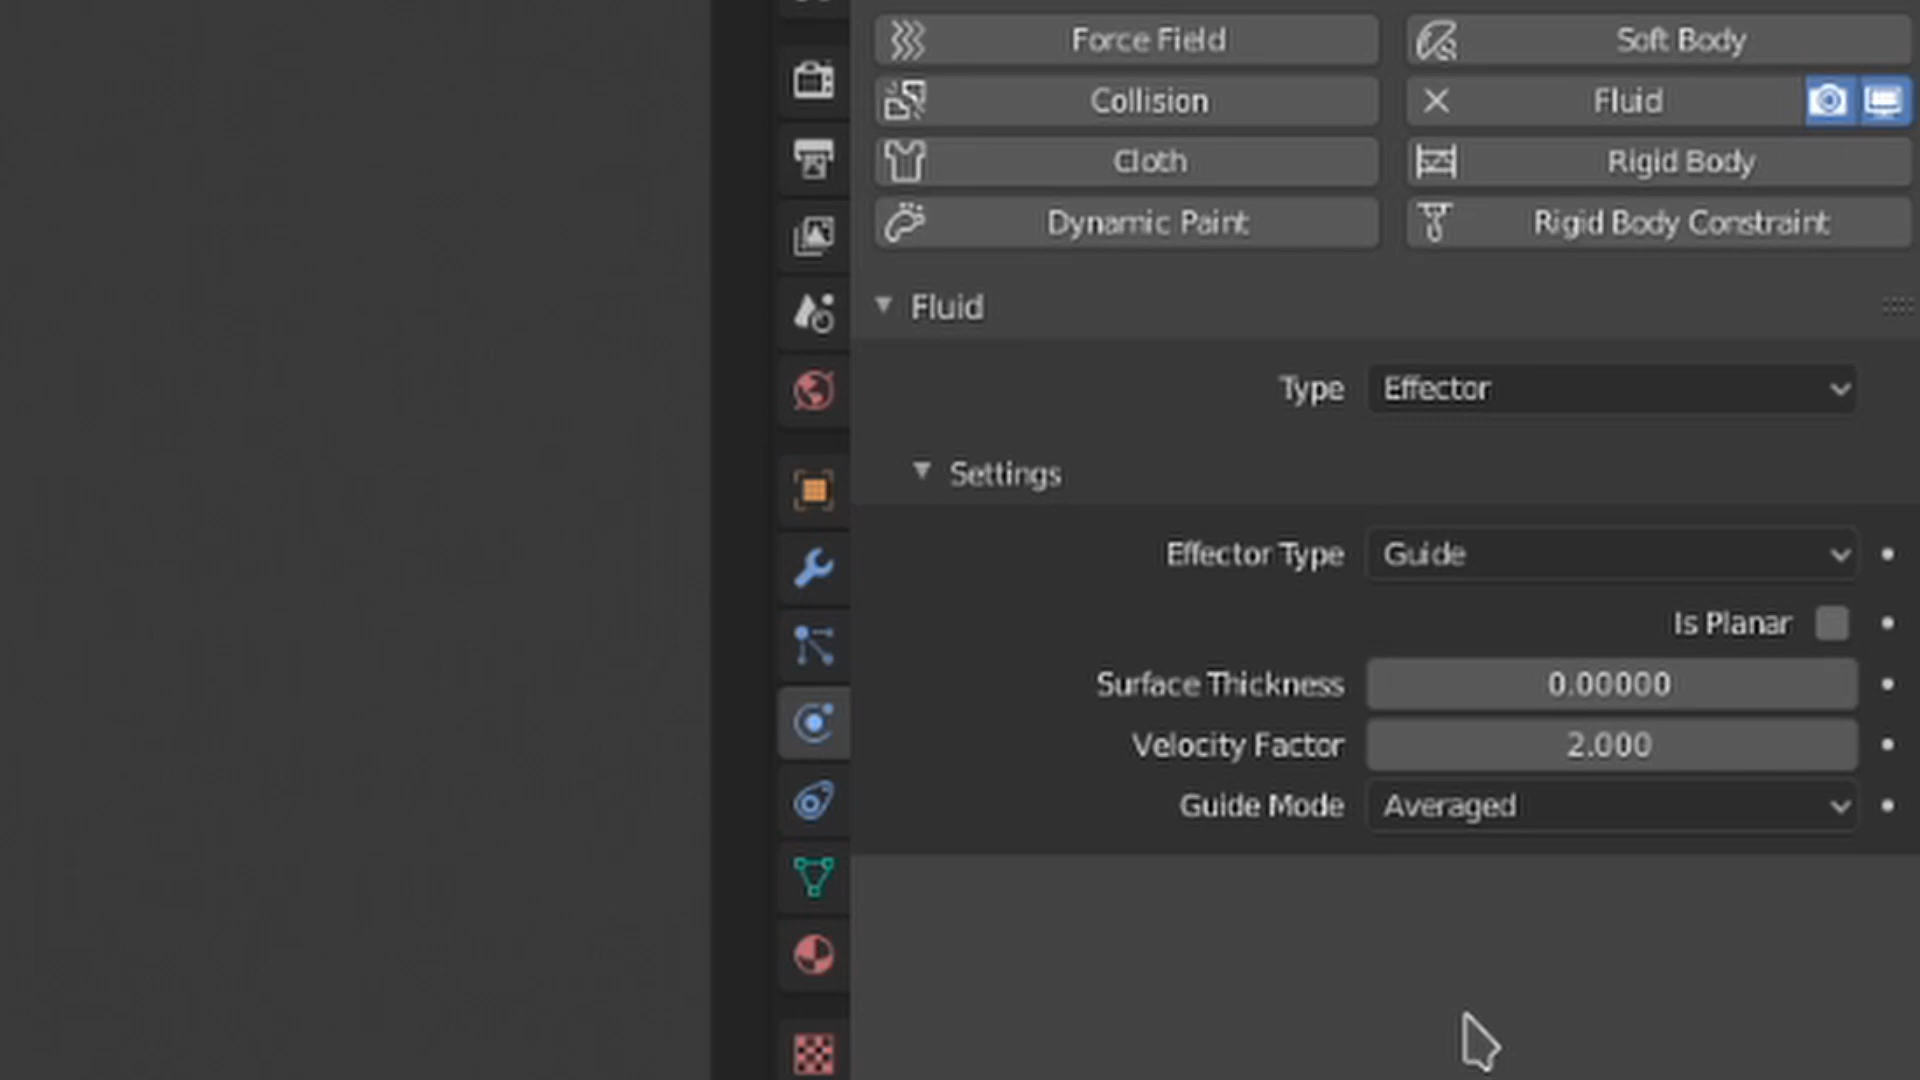 Force Field Soft Body
Collision Fluid
Cloth Rigid Body
Dynamic Paint Rigid Body Constraint
Fluid
Type Effector
Settings
Effector Type Guide
Is Planar
Surface Thickness 0.00000
Velocity Factor 2.000
Guide Mode Averaged